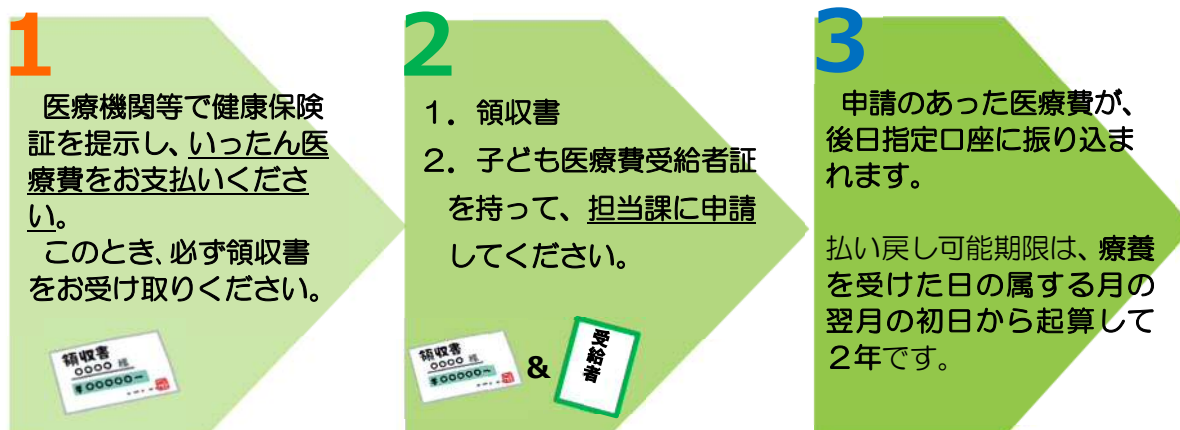 1
医療機関等で健康保険
証を提示し、いったん医
療費をお支払いくださ
い。
このとき、必ず領収書
をお受け取りください。
領収書
○○○○ 様
¥○○○○○～
2
1．領収書
2．子ども医療費受給者証
を持って、担当課に申請
してください。
領収書
○○○○ 様
¥○○○○○～
&
受給者
3
申請のあった医療費が、
後日指定口座に振り込ま
れます。
払い戻し可能期限は、療養
を受けた日の属する月の
翌月の初日から起算して
2年です。